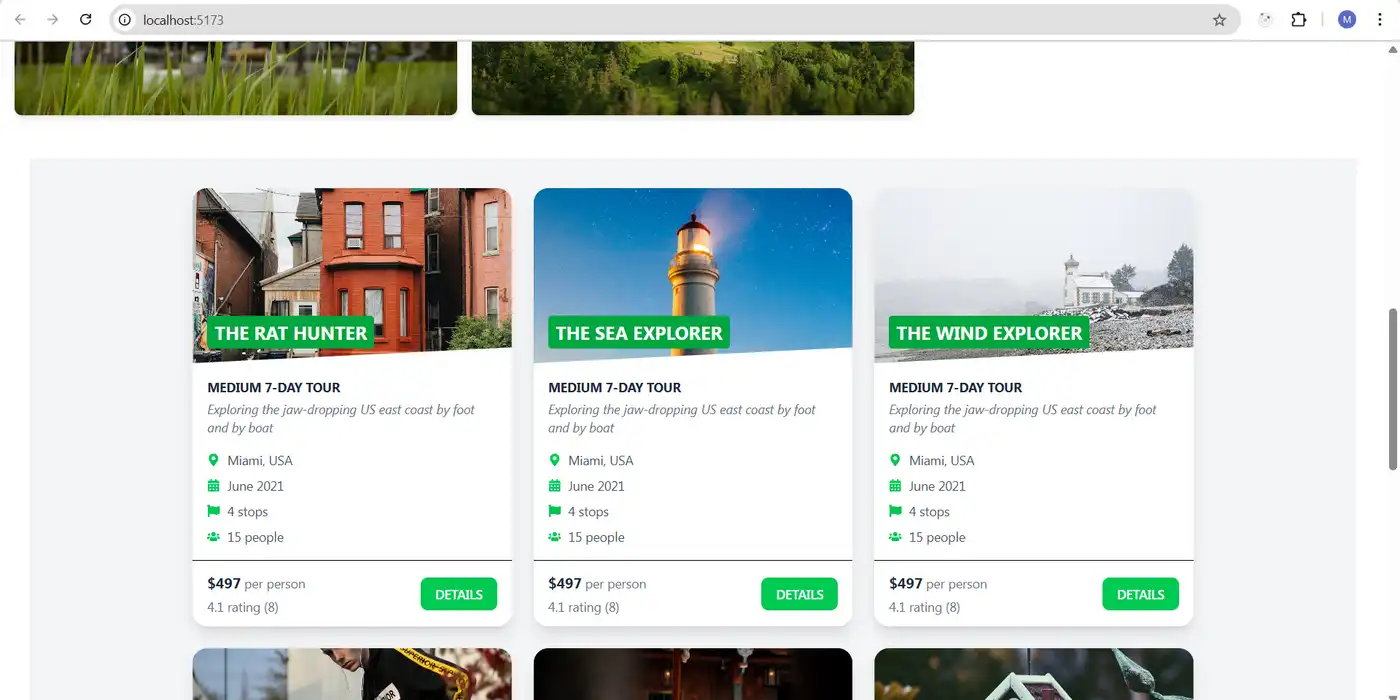 localhost:5173
M
THE RAT HUNTER
MEDIUM 7-DAY TOUR
Exploring the jaw-dropping US east coast by foot
and by boat
Miami, USA
June 2021
4 stops
15 people
$497 per person
4.1 rating (8)
DETAILS
THE SEA EXPLORER
MEDIUM 7-DAY TOUR
Exploring the jaw-dropping US east coast by foot
and by boat
Miami, USA
June 2021
4 stops
15 people
$497 per person
4.1 rating (8)
DETAILS
THE WIND EXPLORER
MEDIUM 7-DAY TOUR
Exploring the jaw-dropping US east coast by foot
and by boat
Miami, USA
June 2021
4 stops
15 people
$497 per person
4.1 rating (8)
DETAILS